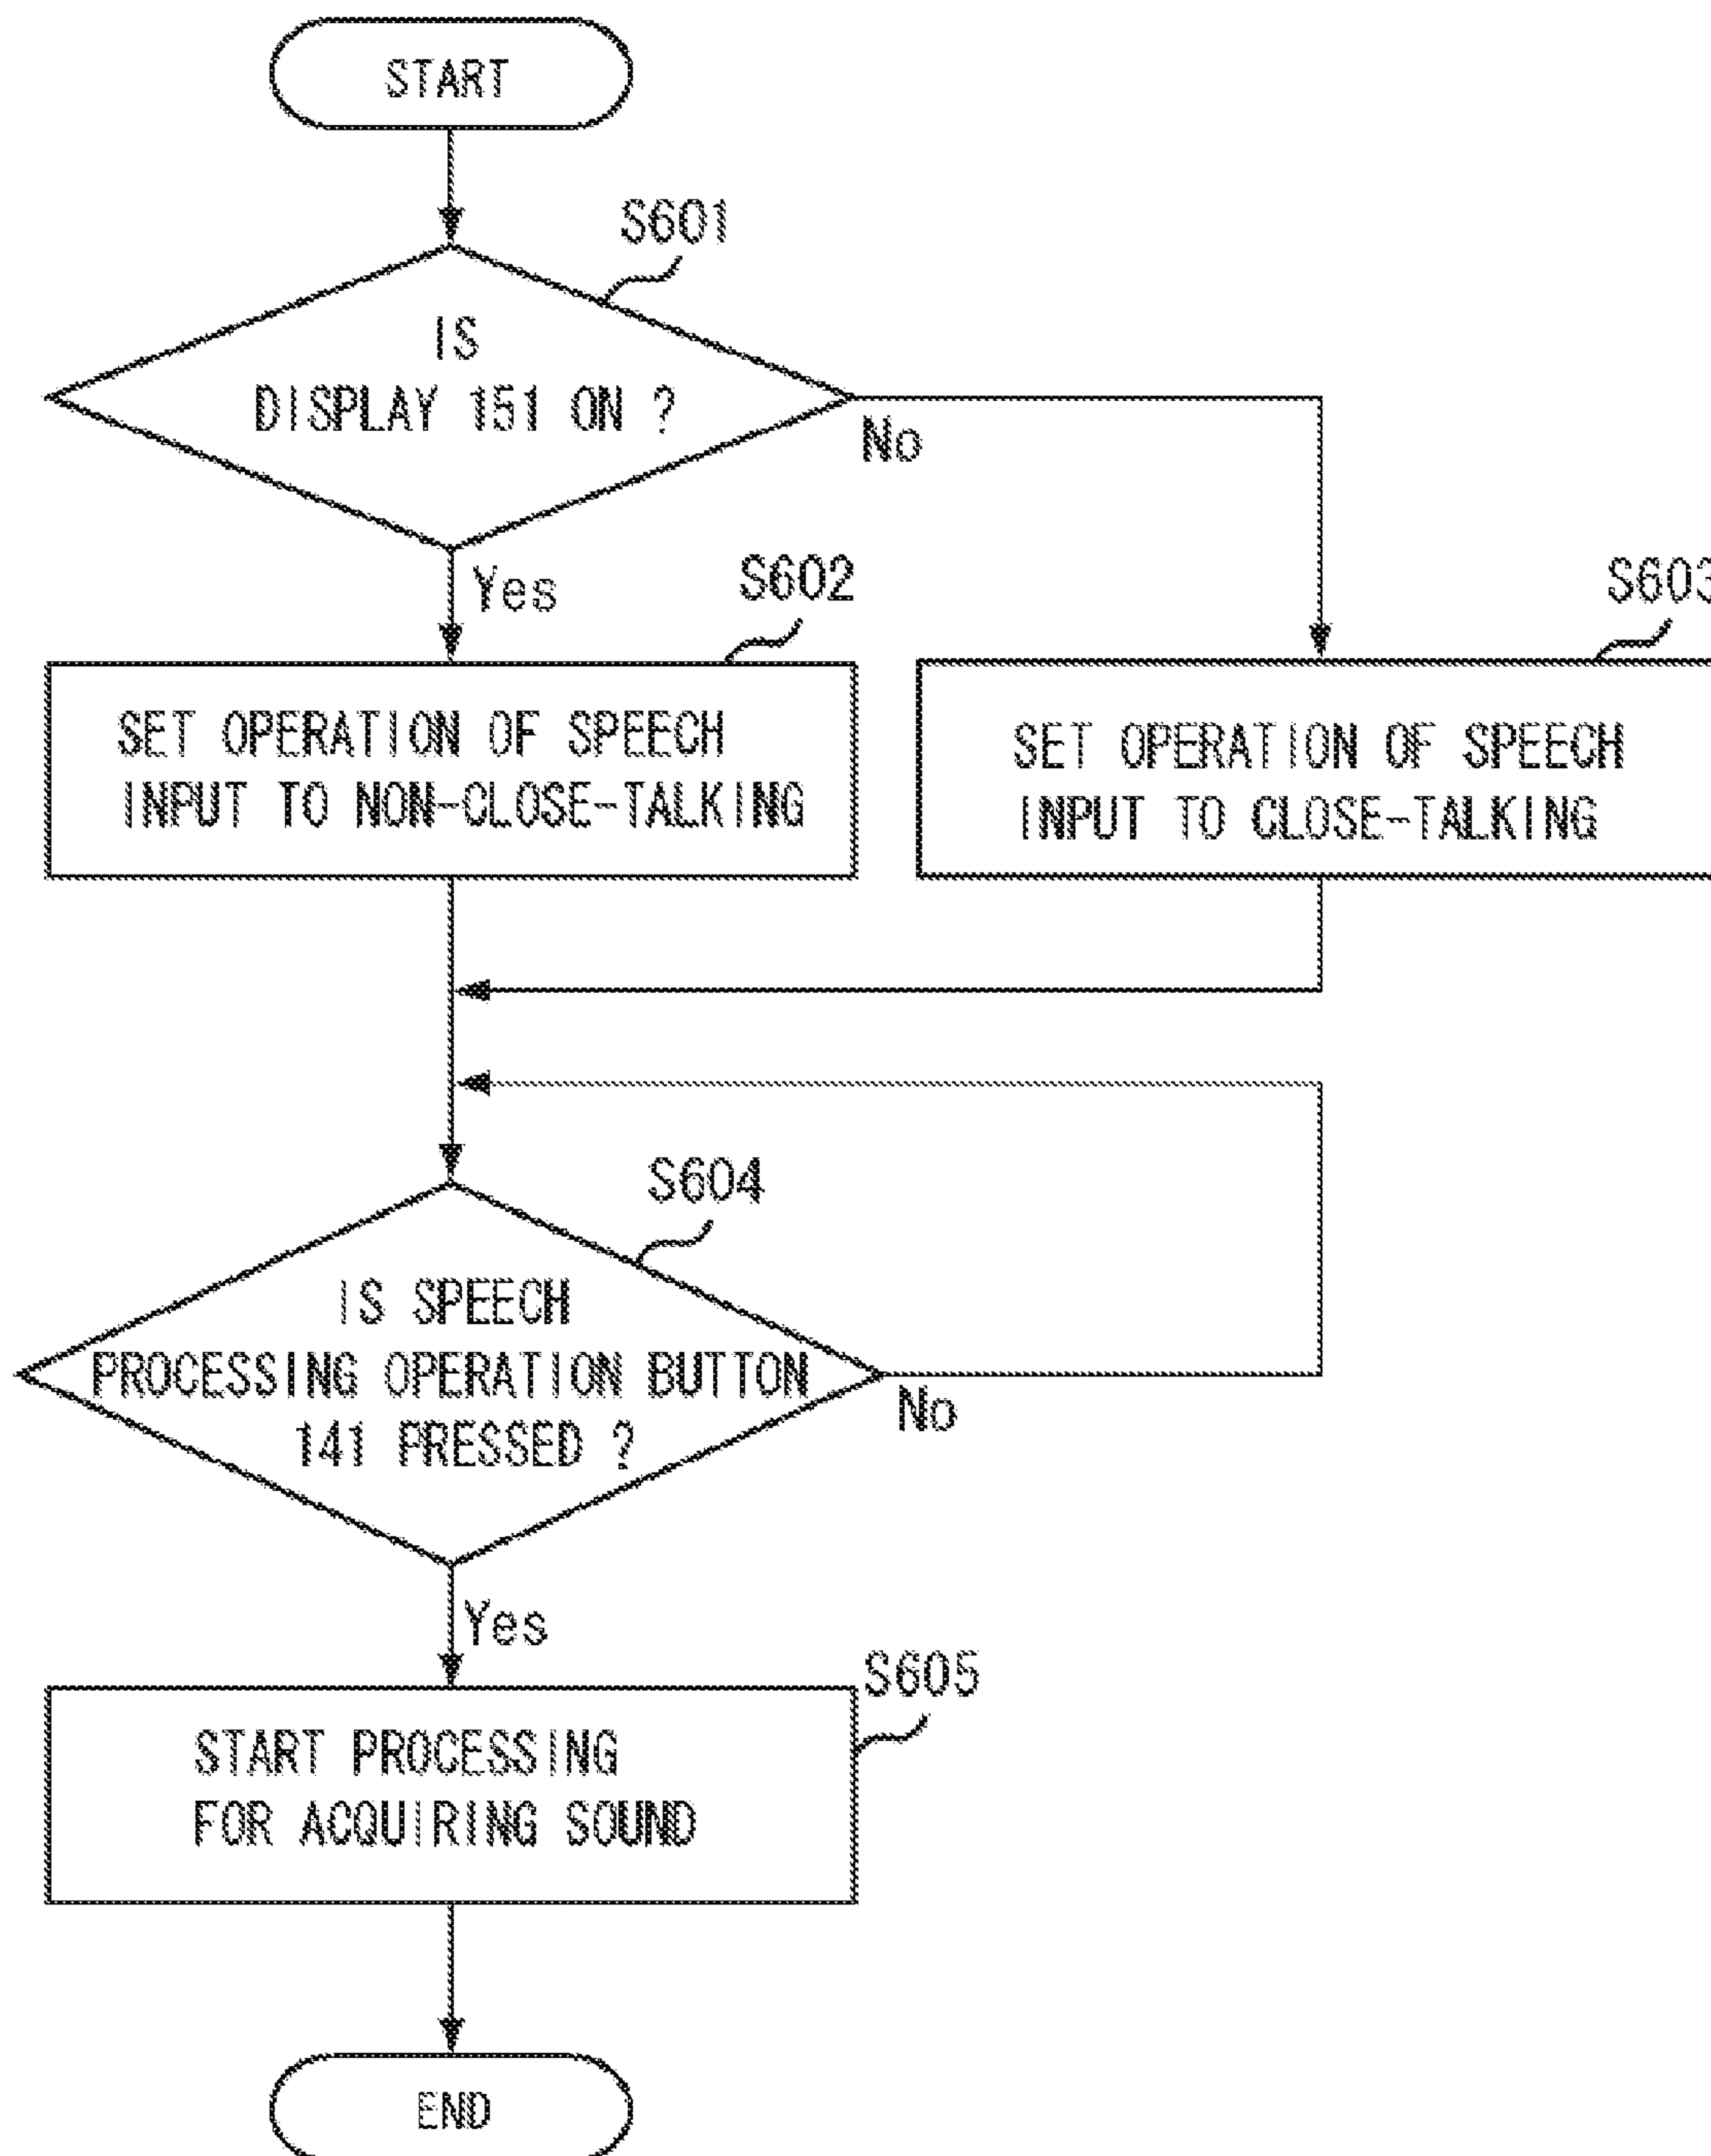 START
S601
IS
DISPLAY 151 ON ?
No
Yes
S602
S603
SET OPERATION OF SPEECH
INPUT TO NON-CLOSE-TALKING
SET OPERATION OF SPEECH
INPUT TO CLOSE-TALKING
S604
IS SPEECH
PROCESSING OPERATION BUTTON
141 PRESSED ?
No
Yes
S605
START PROCESSING
FOR ACQUIRING SOUND
END